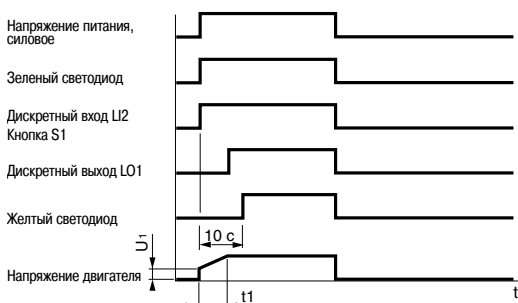 Напряжение питания,
силовое
Зеленый светодиод
Дискретный вход LI2
Кнопка S1
Дискретный выход LO1
Желтый светодиод
10 с
U1
Напряжение двигателя
t1
t